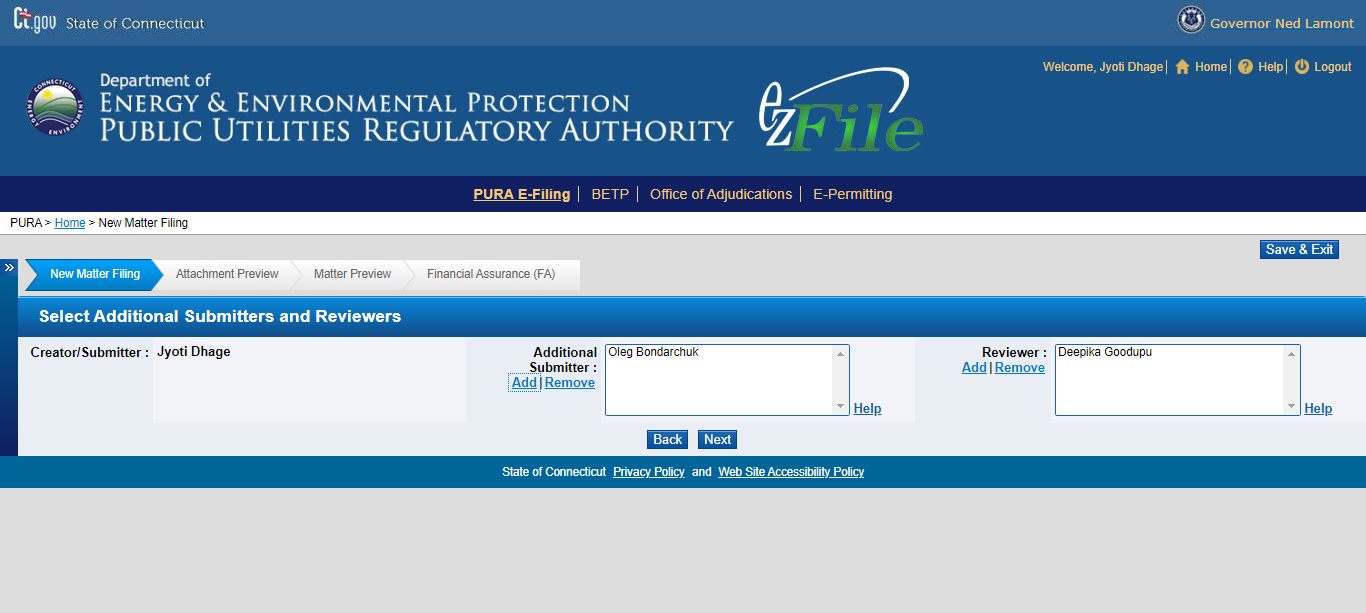 Ct.gov State of Connecticut
Governor Ned Lamont
Welcome, Jyoti Dhage| Home| Help| Logout
Department of
ENERGY & ENVIRONMENTAL PROTECTION
PUBLIC UTILITIES REGULATORY AUTHORITY
ezFile
PURA E-Filing | BETP | Office of Adjudications | E-Permitting
PURA > Home > New Matter Filing
Save & Exit
»
New Matter Filing Attachment Preview Matter Preview Financial Assurance (FA)
Select Additional Submitters and Reviewers
Creator/Submitter : Jyoti Dhage
Additional
Submitter :
Add | Remove
Oleg Bondarchuk
Help
Reviewer :
Add | Remove
Deepika Goodupu
Help
Back Next
State of Connecticut Privacy Policy and Web Site Accessibility Policy